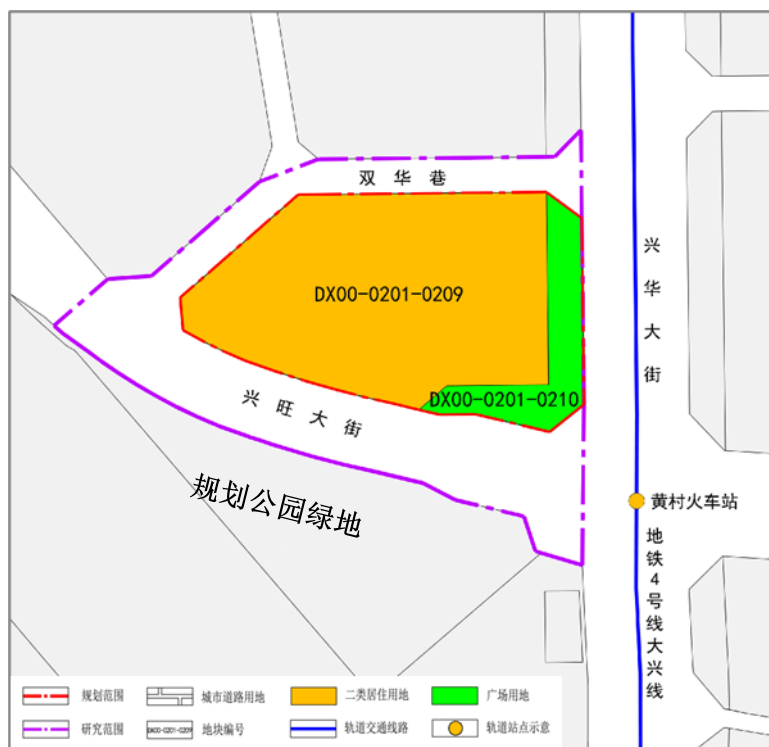 双华巷
DX00-0201-0209
兴华大街
DX00-0201-0210
兴旺大街
规划公园绿地
黄村火车站
地铁4号线大兴线
规划范围
城市道路用地
二类居住用地
广场用地
研究范围
DX00-0201-0209
地块编号
轨道交通线路
轨道站点示意